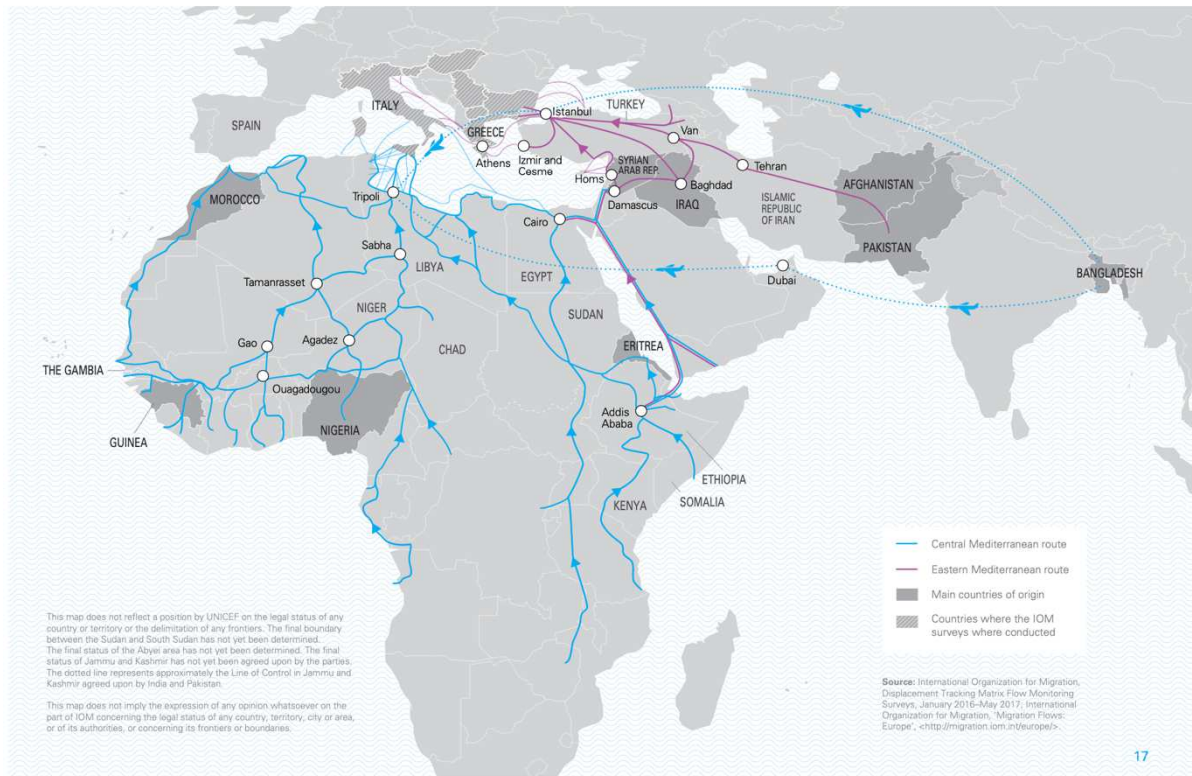 SPAIN
ITALY
GREECE
Athens
Izmir and
Cesme
Istanbul
TURKEY
Van
Tehran
SYRIAN
ARAB REP.
Homs
Damascus
Baghdad
IRAQ
ISLAMIC
REPUBLIC
OF IRAN
AFGHANISTAN
PAKISTAN
BANGLADESH
Dubai
MOROCCO
Tripoli
Cairo
Sabha
LIBYA
EGYPT
Tamanrasset
NIGER
SUDAN
Gao
Agadez
CHAD
ERITREA
THE GAMBIA
Ouagadougou
Addis
Ababa
GUINEA
NIGERIA
ETHIOPIA
SOMALIA
KENYA
Central Mediterranean route
Eastern Mediterranean route
Main countries of origin
Countries where the IOM
surveys where conducted
This map does not reflect a position by UNICEF on the legal status of any
country or territory or the delimitation of any frontiers. The final boundary
between the Sudan and South Sudan has not yet been determined.
The final status of the Abyei area has not yet been determined. The final
status of Jammu and Kashmir has not yet been agreed upon by the parties.
The dotted line represents approximately the Line of Control in Jammu and
Kashmir agreed upon by India and Pakistan.
This map does not imply the expression of any opinion whatsoever on the
part of IOM concerning the legal status of any country, territory, city or area,
or of its authorities, or concerning its frontiers or boundaries.
Source: International Organization for Migration,
Displacement Tracking Matrix Flow Monitoring
Surveys, January 2016–May 2017; International
Organization for Migration, 'Migration Flows:
Europe', <http://migration.iom.int/europe/>.
17